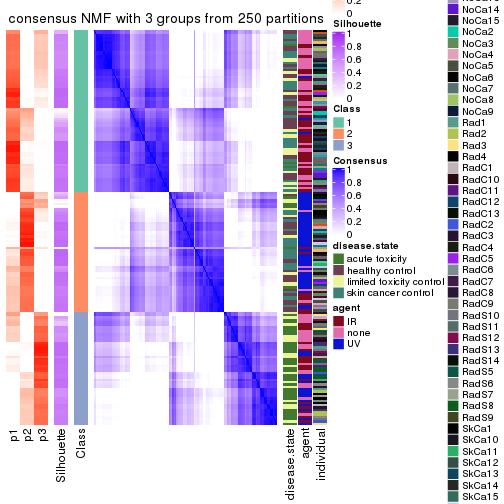 consensus NMF with 3 groups from 250 partitions
p1
p2
p3
Silhouette
Class
disease.state
agent
individual
0.2
0
Silhouette
1
0.8
0.6
0.4
0.2
0
Class
1
2
3
Consensus
1
0.8
0.6
0.4
0.2
0
disease.state
acute toxicity
healthy control
limited toxicity control
skin cancer control
agent
IR
none
UV
NoCa14
NoCa15
NoCa2
NoCa3
NoCa4
NoCa5
NoCa6
NoCa7
NoCa8
NoCa9
Rad1
Rad2
Rad3
Rad4
RadC1
RadC10
RadC11
RadC12
RadC13
RadC2
RadC3
RadC4
RadC5
RadC6
RadC7
RadC8
RadC9
RadS10
RadS11
RadS12
RadS13
RadS14
RadS5
RadS6
RadS7
RadS8
RadS9
SkCa1
SkCa10
SkCa11
SkCa12
SkCa13
SkCa14
SkCa15